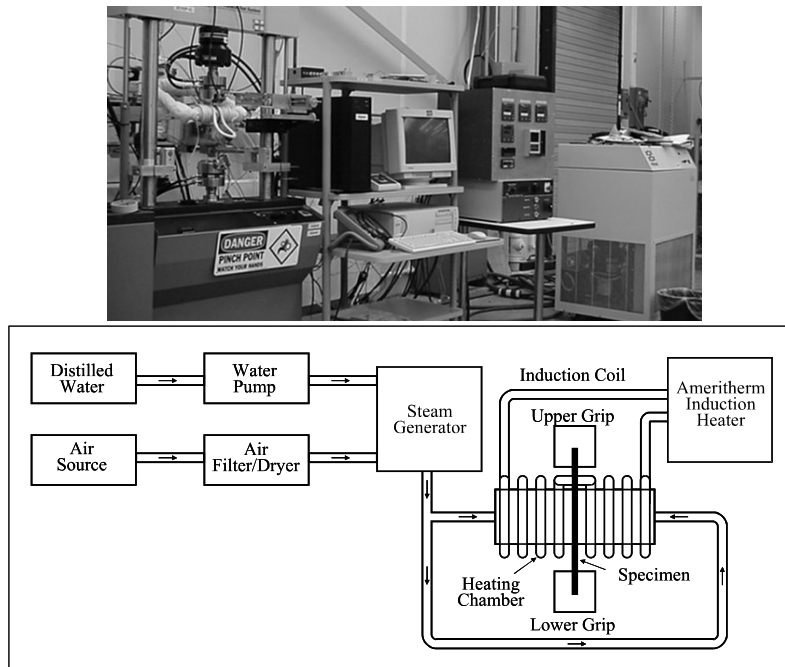 DANGER
PINCH POINT
WATCH YOUR HANDS
Distilled
Water
Water
Pump
Air
Source
Air
Filter/Dryer
Steam
Generator
Induction Coil
Upper Grip
Ameritherm
Induction
Heater
Heating
Chamber
Specimen
Lower Grip